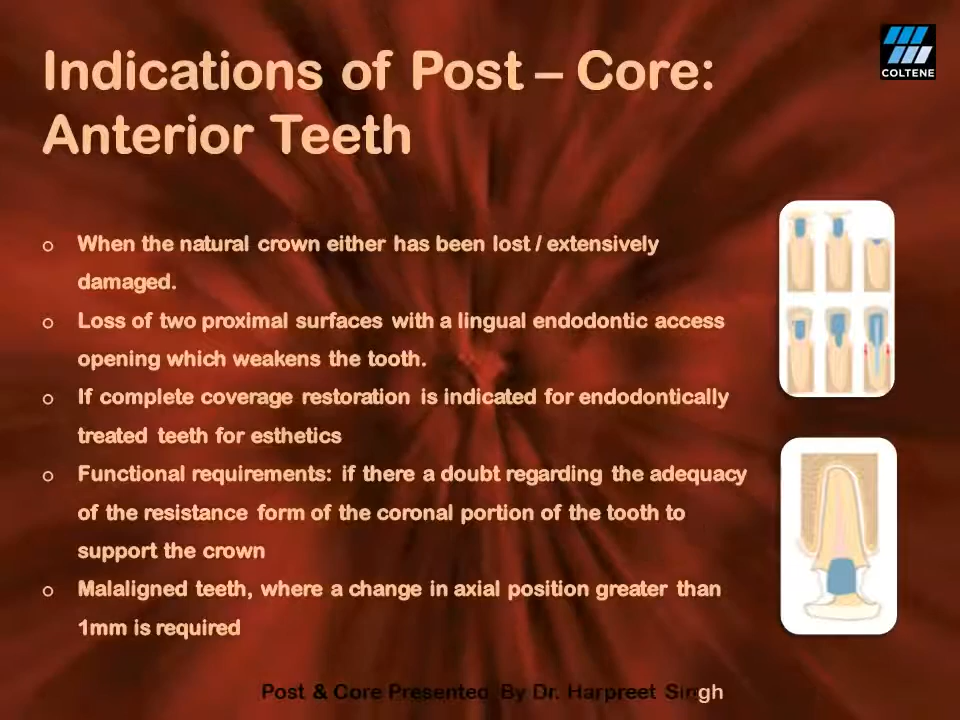 Indications of Post – Core:
Anterior Teeth
COLTENE
o When the natural crown either has been lost / extensively
damaged.
o Loss of two proximal surfaces with a lingual endodontic access
opening which weakens the tooth.
o If complete coverage restoration is indicated for endodontically
treated teeth for esthetics
o Functional requirements: if there a doubt regarding the adequacy
of the resistance form of the coronal portion of the tooth to
support the crown
o Malaligned teeth, where a change in axial position greater than
1mm is required
Post & Core Presented By Dr. Harpreet Singh